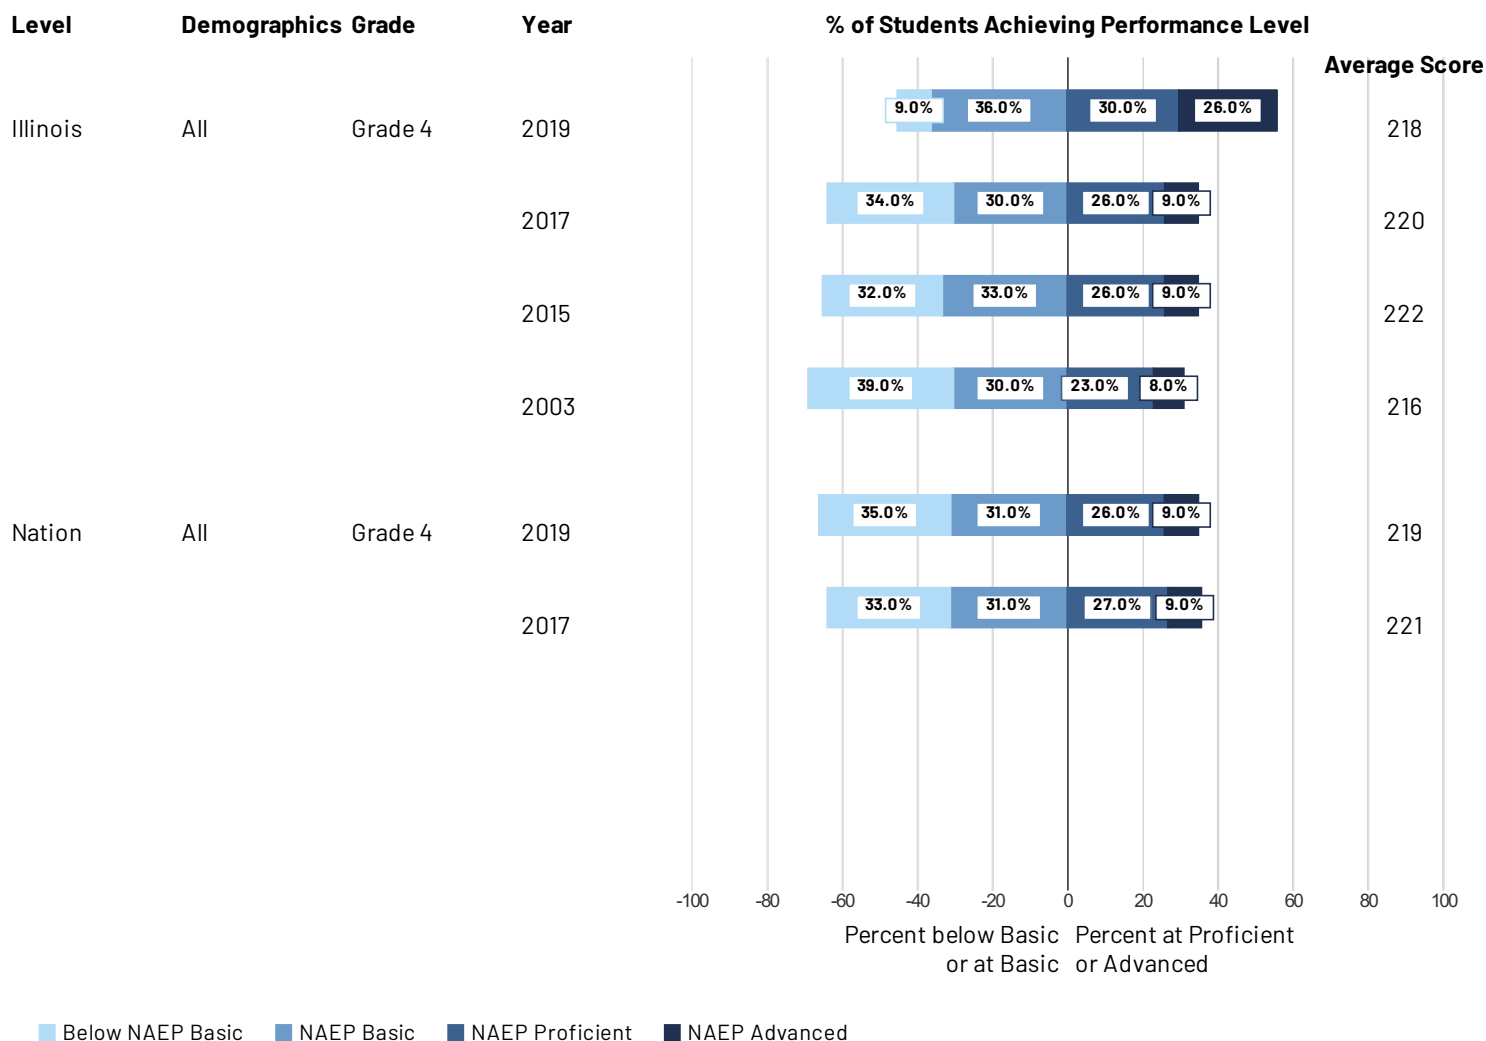 Level Demographics Grade Year % of Students Achieving Performance Level
Average Score
9.0% 36.0% 30.0% 26.0%
Illinois All Grade 4 2019 218
34.0% 30.0% 26.0% 9.0%
2017 220
32.0% 33.0% 26.0% 9.0%
2015 222
39.0% 30.0% 23.0% 8.0%
2003 216
35.0% 31.0% 26.0% 9.0%
Nation All Grade 4 2019 219
33.0% 31.0% 27.0% 9.0%
2017 221
-100 -80 -60 -40 -20 0 20 40 60 80 100
Percent below Basic Percent at Proficient
or at Basic or Advanced
Below NAEP Basic NAEP Basic NAEP Proficient NAEP Advanced